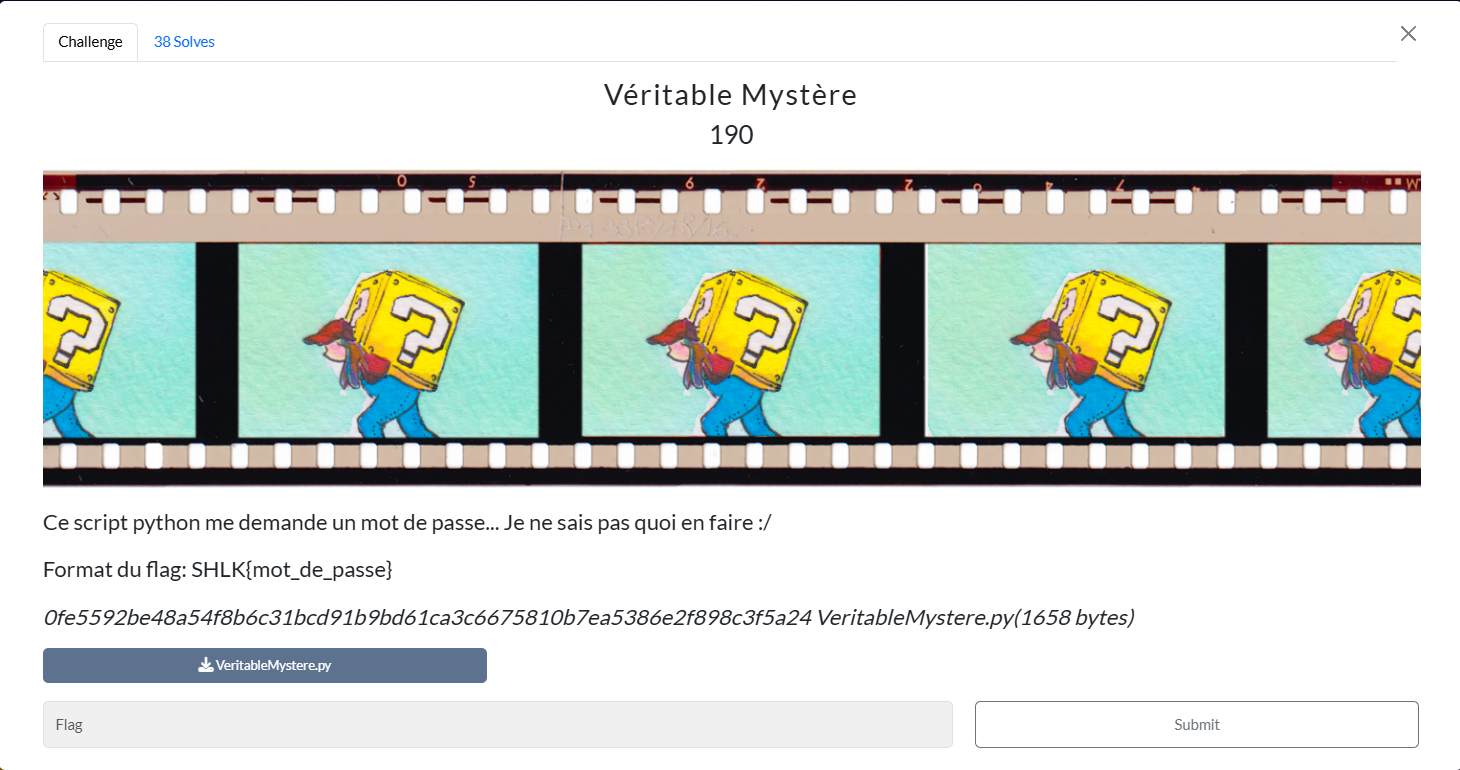 Challenge
38 Solves
Véritable Mystère
190
Ce script python me demande un mot de passe... Je ne sais pas quoi en faire :/
Format du flag: SHLK{mot_de_passe}
0fe5592be48a54f8b6c31bcd91b9bd61ca3c6675810b7ea5386e2f898c3f5a24 VeritableMystere.py(1658 bytes)
VeritableMystere.py
Flag
Submit